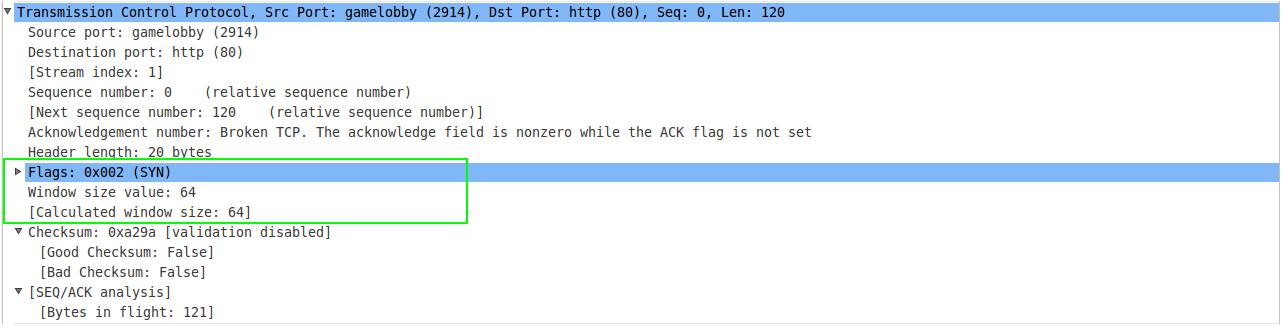 Transmission Control Protocol, Src Port: gamelobby (2914), Dst Port: http (80), Seq: 0, Len: 120
Source port: gamelobby (2914)
Destination port: http (80)
[Stream index: 1]
Sequence number: 0    (relative sequence number)
[Next sequence number: 120    (relative sequence number)]
Acknowledgement number: Broken TCP. The acknowledge field is nonzero while the ACK flag is not set
Header length: 20 bytes
Flags: 0x002 (SYN)
Window size value: 64
[Calculated window size: 64]
Checksum: 0xa29a [validation disabled]
[Good Checksum: False]
[Bad Checksum: False]
[SEQ/ACK analysis]
[Bytes in flight: 121]